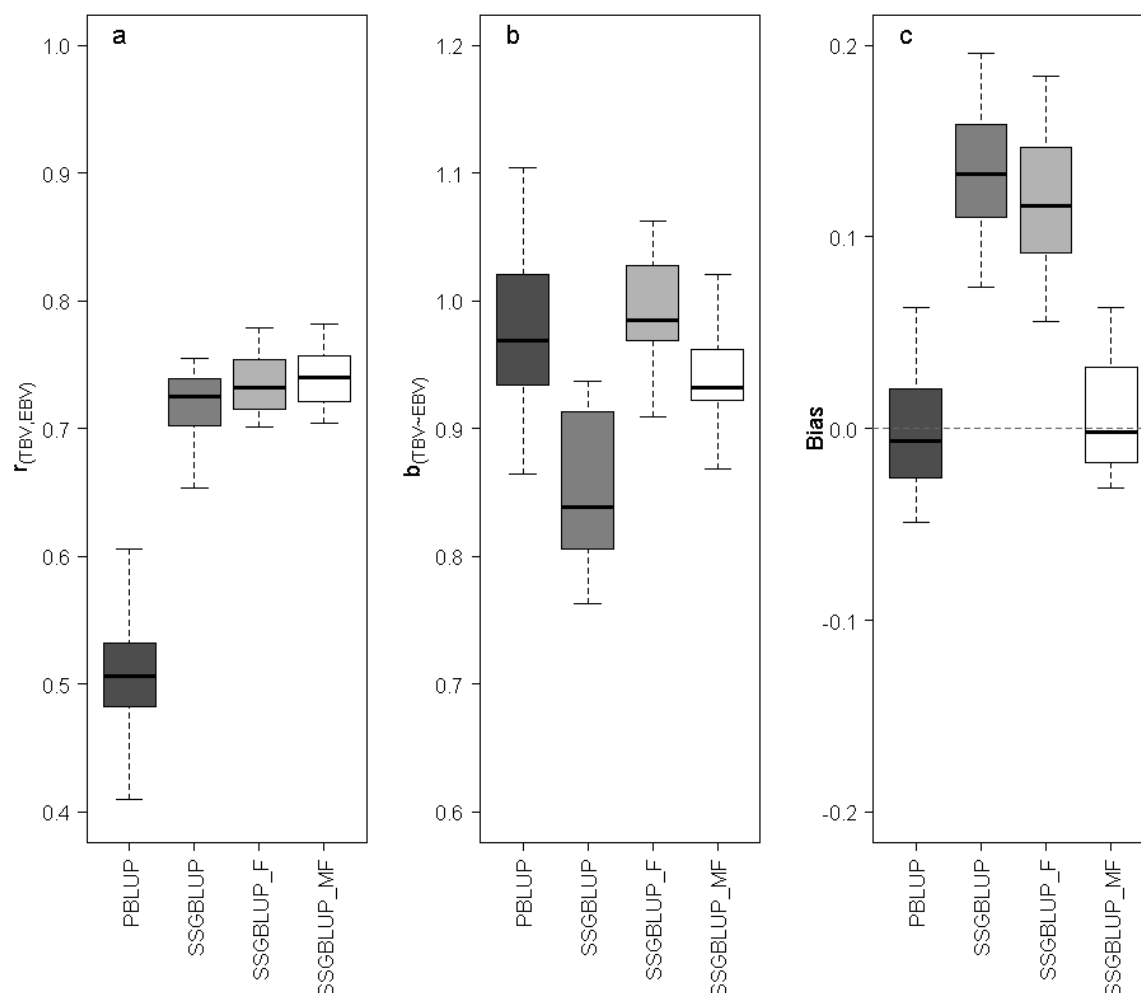 a
1.0
0.9
0.8
0.7
0.6
0.5
0.4
r(TBV,EBV)
PBLUP
SSGBLUP
SSGBLUP_F
SSGBLUP_MF
b
1.2
1.1
1.0
0.9
0.8
0.7
0.6
b(TBV~EBV)
PBLUP
SSGBLUP
SSGBLUP_F
SSGBLUP_MF
c
0.2
0.1
0.0
-0.1
-0.2
Bias
PBLUP
SSGBLUP
SSGBLUP_F
SSGBLUP_MF